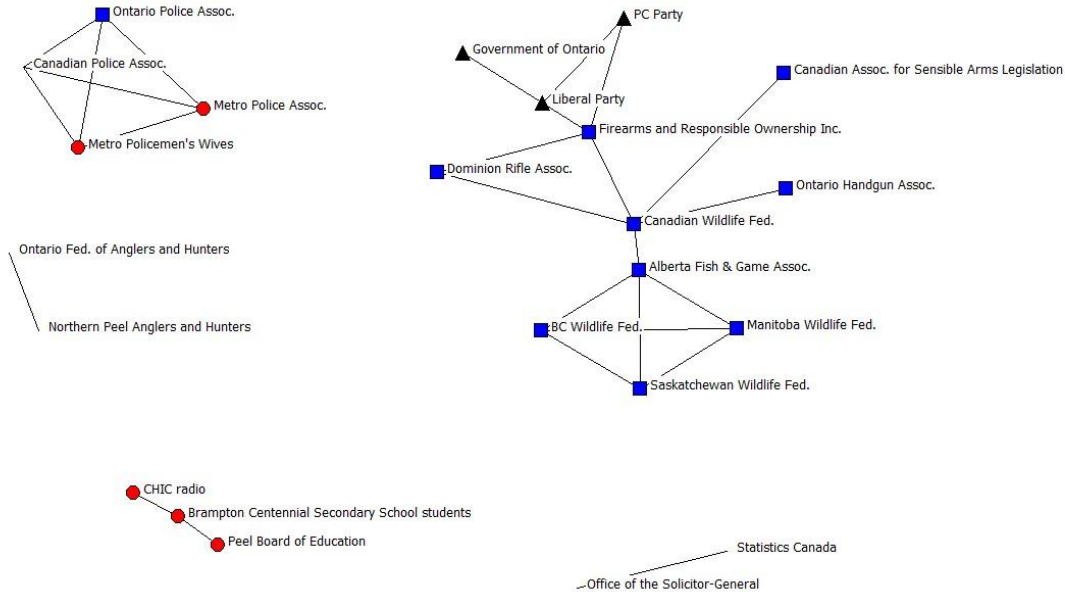 Ontario Police Assoc.
PC Party
Government of Ontario
Canadian Police Assoc.
Canadian Assoc. for Sensible Arms Legislation
Liberal Party
Metro Police Assoc.
Firearms and Responsible Ownership Inc.
Metro Policemen's Wives
Dominion Rifle Assoc.
Ontario Handgun Assoc.
Canadian Wildlife Fed.
Ontario Fed. of Anglers and Hunters
Alberta Fish & Game Assoc.
Northern Peel Anglers and Hunters
BC Wildlife Fed.
Manitoba Wildlife Fed.
Saskatchewan Wildlife Fed.
CHIC radio
Brampton Centennial Secondary School students
Peel Board of Education
Statistics Canada
Office of the Solicitor-General